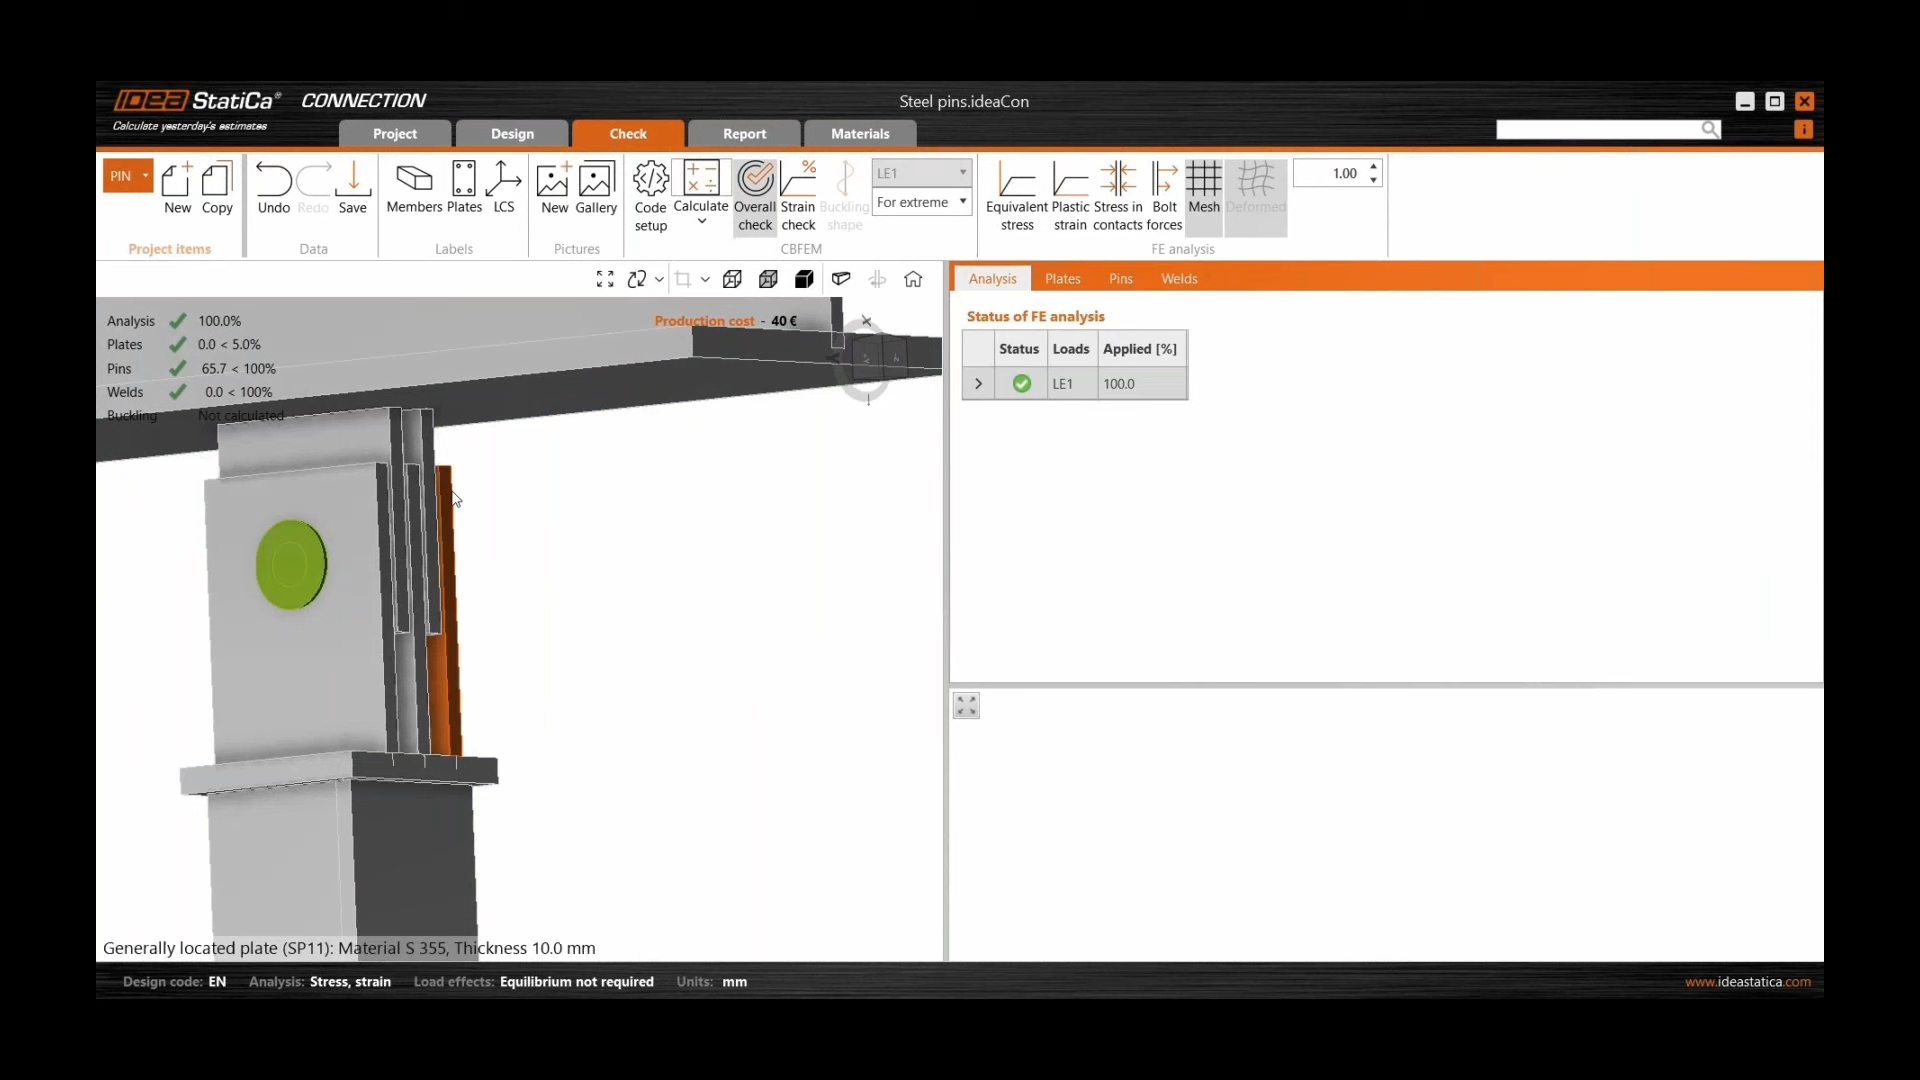 IDEA StatiCa® CONNECTION
Calculate yesterday's estimates
Steel pins.ideaCon
Project Design Check Report Materials
PIN
New Copy
Project items
Undo Redo Save
Data
Members Plates LCS
Labels
New Gallery
Pictures
Code setup Calculate Overall check Strain check Buckling shape
LE1
For extreme
CBFEM
Equivalent stress Plastic strain Stress in contacts Bolt forces Mesh Deformed
1.00
FE analysis
Analysis 100.0%
Plates 0.0 < 5.0%
Pins 65.7 < 100%
Welds 0.0 < 100%
Buckling Not calculated
Production cost - 40 €
Generally located plate (SP11): Material S 355, Thickness 10.0 mm
Analysis Plates Pins Welds
Status of FE analysis
Status Loads Applied [%]
LE1 100.0
Design code: EN Analysis: Stress, strain Load effects: Equilibrium not required Units: mm
www.ideastatica.com